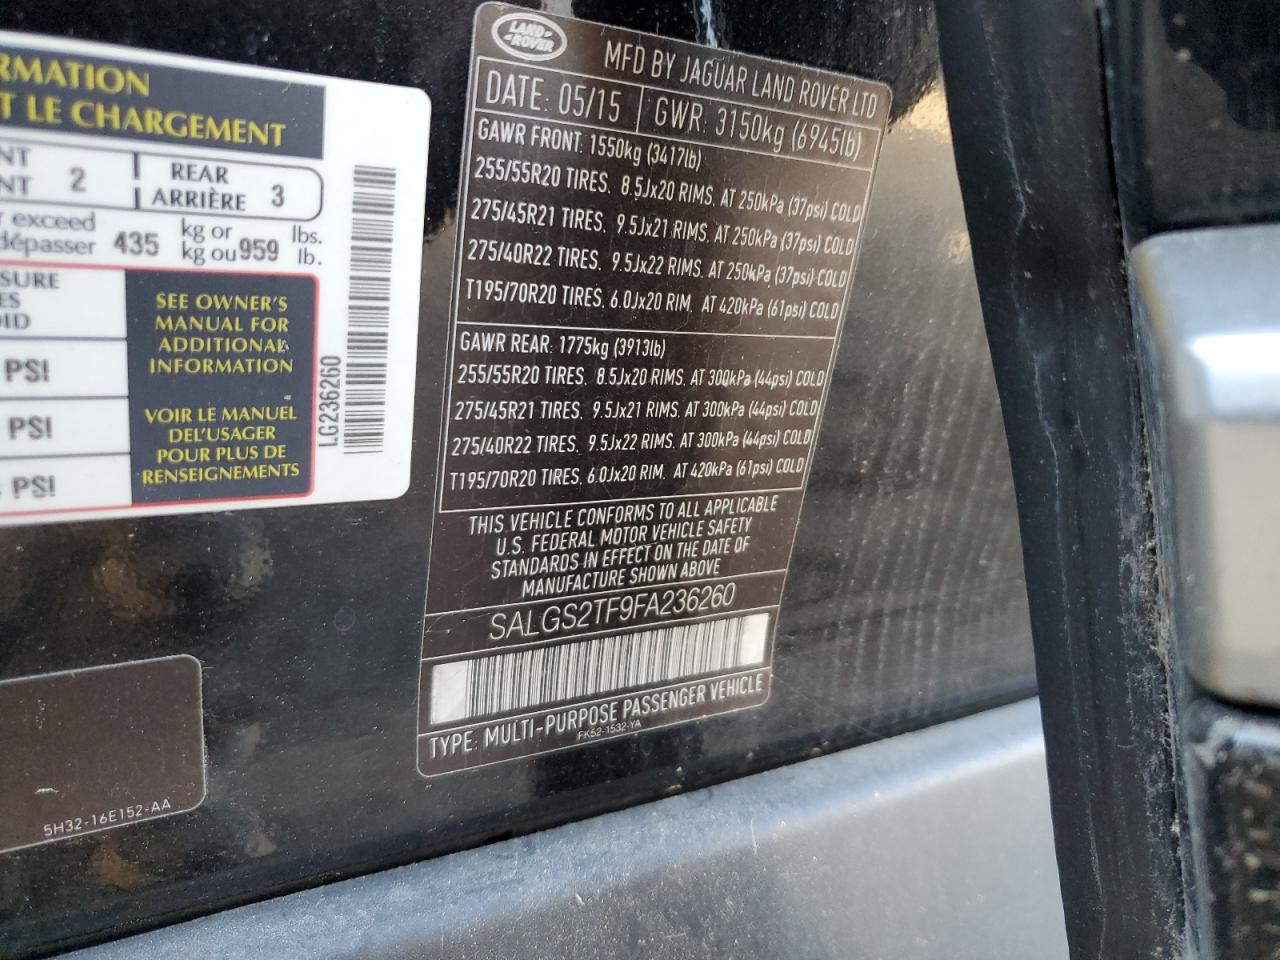 RMATION
T LE CHARGEMENT
NT 2 REAR 3
NT ARRIÈRE
r exceed 435 kg or 959 lbs.
dépasser kg ou lb.
SURE
ES
OID
PSI
PSI
PSI
SEE OWNER'S
MANUAL FOR
ADDITIONAL
INFORMATION
VOIR LE MANUEL
DEL'USAGER
POUR PLUS DE
RENSEIGNEMENTS
LG236260
LAND ROVER
MFD BY JAGUAR LAND ROVER LTD
DATE: 05/15 GWR: 3150kg (6945lb)
GAWR FRONT: 1550kg (3417lb)
255/55R20 TIRES. 8.5Jx20 RIMS. AT 250kPa (37psi) COLD
275/45R21 TIRES. 9.5Jx21 RIMS. AT 250kPa (37psi) COLD
275/40R22 TIRES. 9.5Jx22 RIMS. AT 250kPa (37psi) COLD
T195/70R20 TIRES. 6.0Jx20 RIM. AT 420kPa (61psi) COLD
GAWR REAR: 1775kg (3913lb)
255/55R20 TIRES. 8.5Jx20 RIMS. AT 300kPa (44psi) COLD
275/45R21 TIRES. 9.5Jx21 RIMS. AT 300kPa (44psi) COLD
275/40R22 TIRES. 9.5Jx22 RIMS. AT 300kPa (44psi) COLD
T195/70R20 TIRES. 6.0Jx20 RIM. AT 420kPa (61psi) COLD
THIS VEHICLE CONFORMS TO ALL APPLICABLE
U.S. FEDERAL MOTOR VEHICLE SAFETY
STANDARDS IN EFFECT ON THE DATE OF
MANUFACTURE SHOWN ABOVE
SALGS2TF9FA236260
TYPE: MULTI-PURPOSE PASSENGER VEHICLE
FK52-1532-YA
5H32-16E152-AA